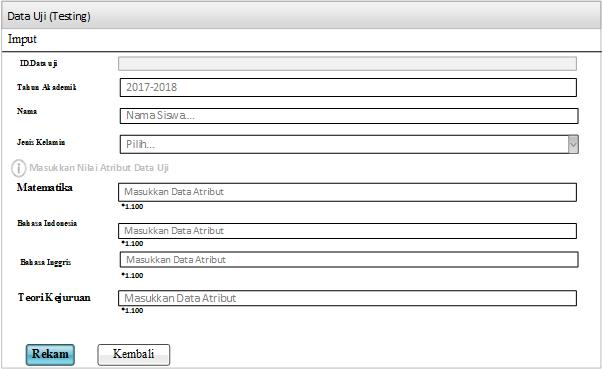 Data Uji (Testing)
Imput
ID.Data uji
Tahun Akademik 2017-2018
Nama Nama Siswa....
Jenis Kelamin Pilih...
Masukkan Nilai Atribut Data Uji
Matematika Masukkan Data Atribut
*1.100
Bahasa Indonesia Masukkan Data Atribut
*1.100
Bahasa Inggris Masukkan Data Atribut
*1.100
Teori Kejuruan Masukkan Data Atribut
*1.100
Rekam Kembali